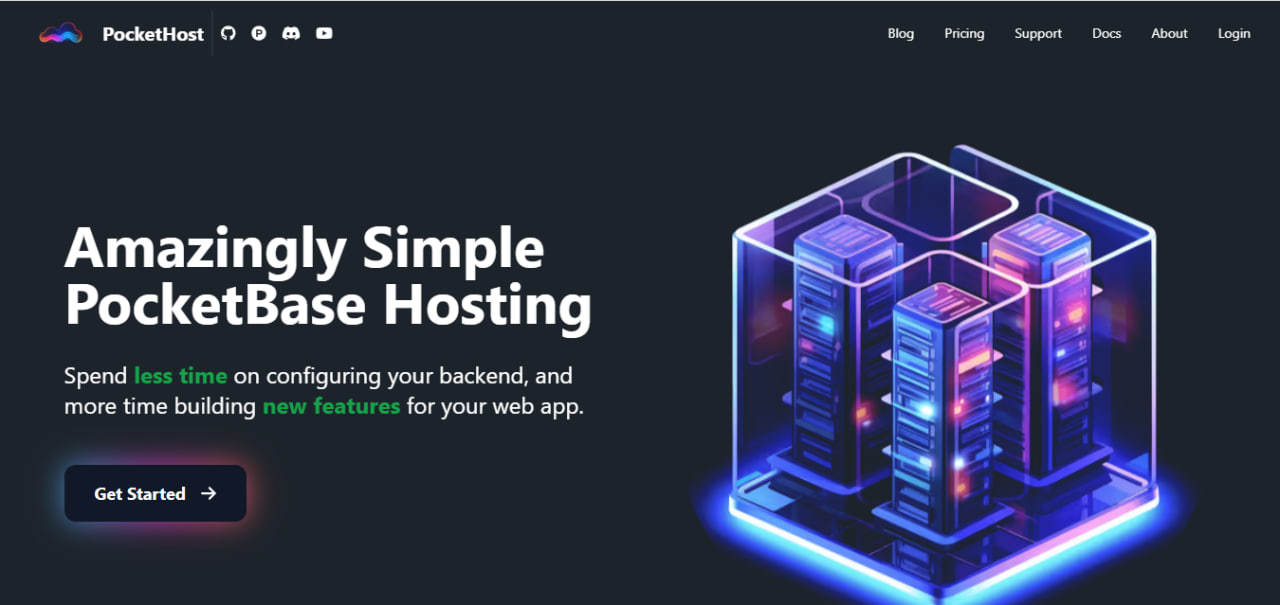 PocketHost
Blog Pricing Support Docs About Login
Amazingly Simple
PocketBase Hosting
Spend less time on configuring your backend, and
more time building new features for your web app.
Get Started →